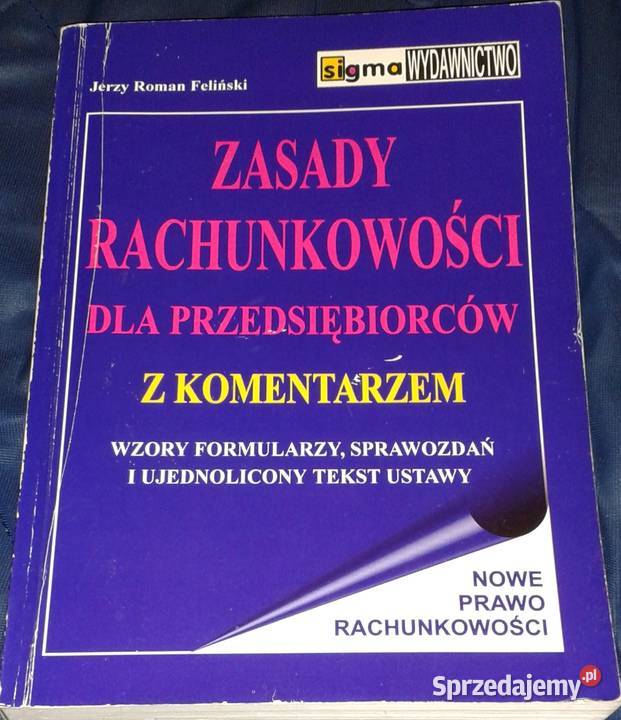 Jerzy Roman Feliński
sigma WYDAWNICTWO
ZASADY
RACHUNKOWOŚCI
DLA PRZEDSIĘBIORCÓW
Z KOMENTARZEM
WZORY FORMULARZY, SPRAWOZDAŃ
I UJEDNOLICONY TEKST USTAWY
NOWE
PRAWO
RACHUNKOWOŚCI
Sprzedajemy.pl